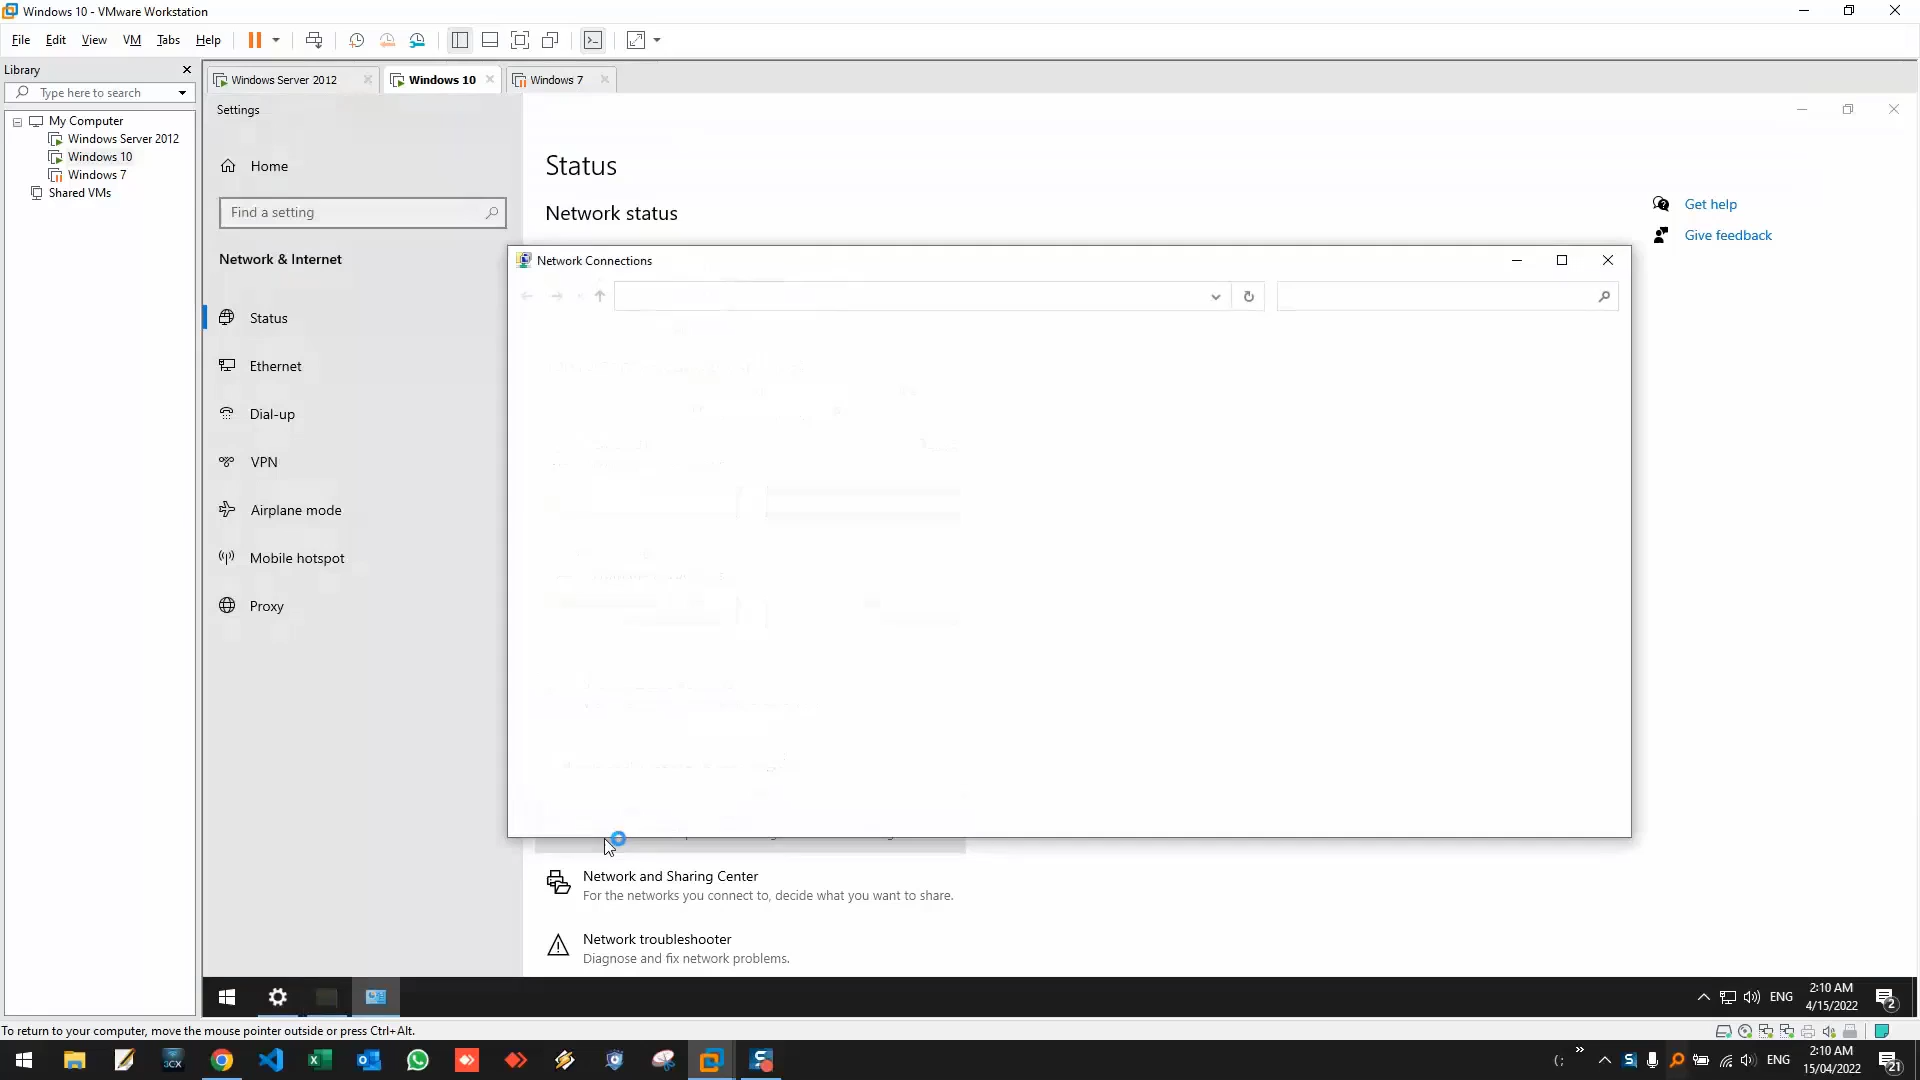 Windows 10 - VMware Workstation
File Edit View VM Tabs Help
Library
Type here to search
My Computer
Windows Server 2012
Windows 10
Windows 7
Shared VMs
Windows Server 2012
Windows 10
Windows 7
Settings
Home
Find a setting
Network & Internet
Status
Ethernet
Dial-up
VPN
Airplane mode
Mobile hotspot
Proxy
Status
Network status
Get help
Give feedback
Network Connections
Network and Sharing Center
For the networks you connect to, decide what you want to share.
Network troubleshooter
Diagnose and fix network problems.
ENG
2:10 AM
4/15/2022
2
To return to your computer, move the mouse pointer outside or press Ctrl+Alt.
3CX
ENG
2:10 AM
15/04/2022
21